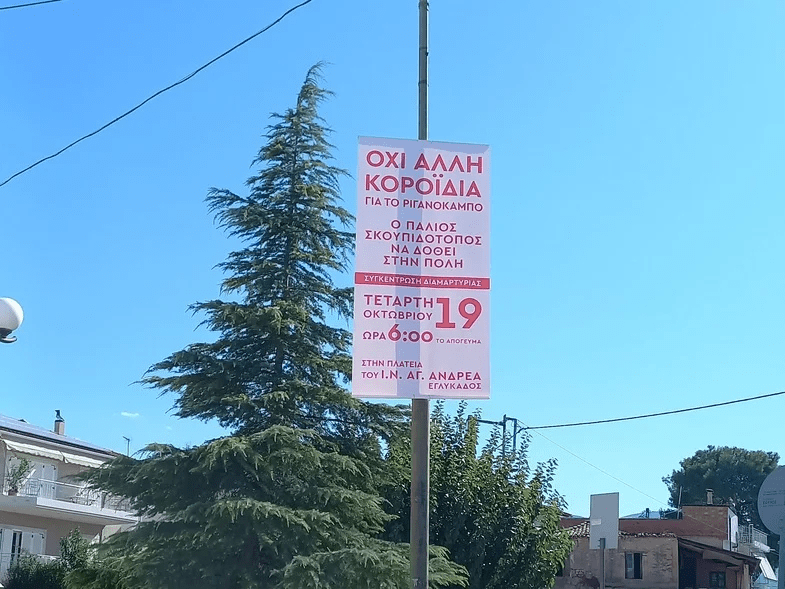 ΟΧΙ ΑΛΛΗ
ΚΟΡΟΪΔΙΑ
ΓΙΑ ΤΟ ΡΙΓΑΝΟΚΑΜΠΟ
Ο ΠΑΛΙΟΣ
ΣΚΟΥΠΙΔΟΤΟΠΟΣ
ΝΑ ΔΟΘΕΙ
ΣΤΗΝ ΠΟΛΗ
ΣΥΓΚΕΝΤΡΩΣΗ ΔΙΑΜΑΡΤΥΡΙΑΣ
ΤΕΤΑΡΤΗ 19
ΟΚΤΩΒΡΙΟΥ
ΩΡΑ 6:00 ΤΟ ΑΠΟΓΕΥΜΑ
ΣΤΗΝ ΠΛΑΤΕΙΑ
ΤΟΥ Ι.Ν. ΑΓ. ΑΝΔΡΕΑ
ΕΓΛΥΚΑΔΟΣ